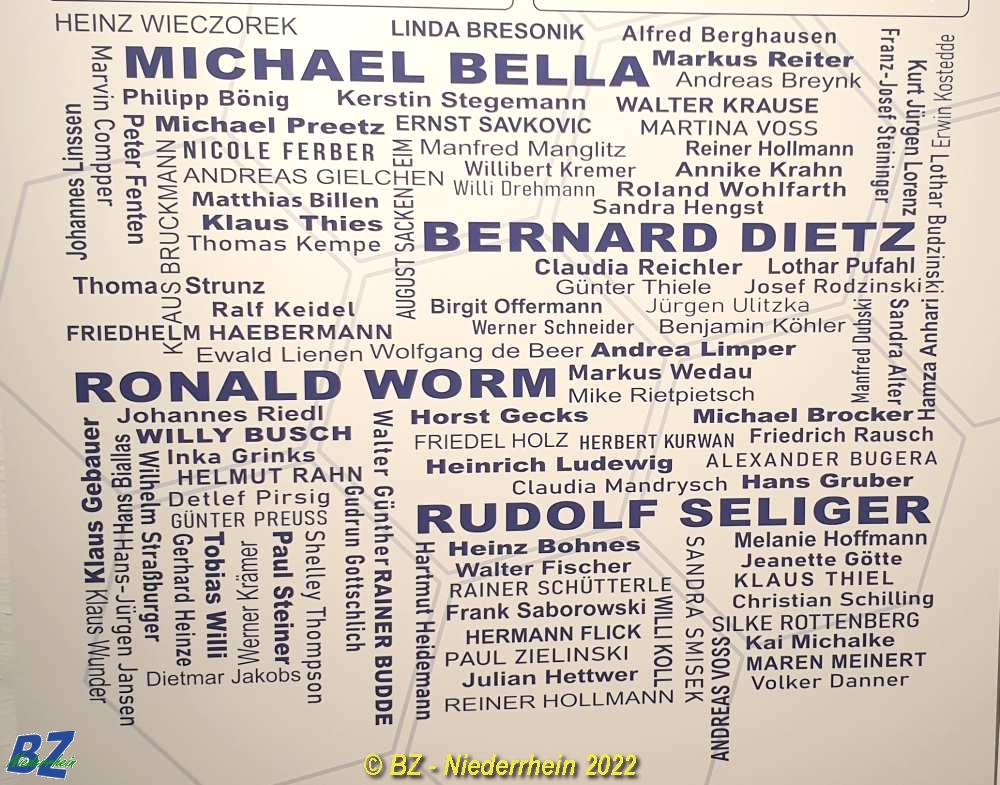 HEINZ WIECZOREK
LINDA BRESONIK
Alfred Berghausen
MICHAEL BELLA
Markus Reiter
Andreas Breynk
Franz-Josef Steininger
Kurt Jürgen Lorenz
Erwin Kostedde
Marvin Compper
Philipp Bönig
Kerstin Stegemann
WALTER KRAUSE
Johannes Linssen
Peter Fenten
Michael Preetz
ERNST SAVKOVIC
MARTINA VOSS
NICOLE FERBER
Manfred Manglitz
Reiner Hollmann
KLAUS BRUCKMANN
ANDREAS GIELCHEN
AUGUST SACKENHEIM
Willibert Kremer
Annike Krahn
Lothar Budzinski
Willi Drehmann
Roland Wohlfarth
Matthias Billen
Sandra Hengst
Klaus Thies
BERNARD DIETZ
Thomas Kempe
Claudia Reichler
Lothar Pufahl
Thomas Strunz
Günter Thiele
Josef Rodzinski
Ralf Keidel
Birgit Offermann
Jürgen Ulitzka
Manfred Dubski
Sandra Alter
Hamza Anhari
FRIEDHELM HAEBERMANN
Werner Schneider
Benjamin Köhler
Ewald Lienen
Wolfgang de Beer
Andrea Limper
RONALD WORM
Markus Wedau
Mike Rietpietsch
Johannes Riedl
Horst Gecks
Michael Brocker
Klaus Gebauer
WILLY BUSCH
Walter Günther
FRIEDEL HOLZ
HERBERT KURWAN
Friedrich Rausch
Hans Biallas
Wilhelm Straßburger
Inka Grinks
Heinrich Ludewig
ALEXANDER BUGERA
HELMUT RAHN
Claudia Mandrysch
Hans Gruber
Detlef Pirsig
Gudrun Gottschlich
RUDOLF SELIGER
GÜNTER PREUSS
Klaus Wunder
Hans-Jürgen Jansen
Gerhard Heinze
Tobias Willi
Werner Krämer
Paul Steiner
Shelley Thompson
RAINER BUDDE
Hartmut Heidemann
Heinz Bohnes
SANDRA SMISEK
Melanie Hoffmann
Walter Fischer
Jeanette Götte
RAINER SCHÜTTERLE
WILLI KOLL
KLAUS THIEL
Frank Saborowski
Christian Schilling
HERMANN FLICK
SILKE ROTTENBERG
ANDREAS VOSS
Kai Michalke
PAUL ZIELINSKI
MAREN MEINERT
Dietmar Jakobs
Julian Hettwer
Volker Danner
REINER HOLLMANN
BZ
Niederrhein
© BZ - Niederrhein 2022